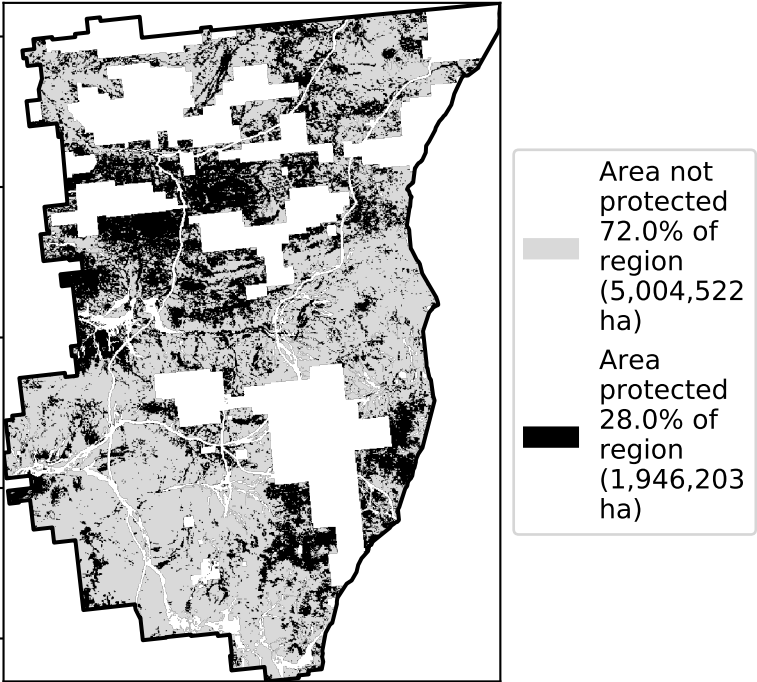 Area not
protected
72.0% of
region
(5,004,522
ha)
Area
protected
28.0% of
region
(1,946,203
ha)